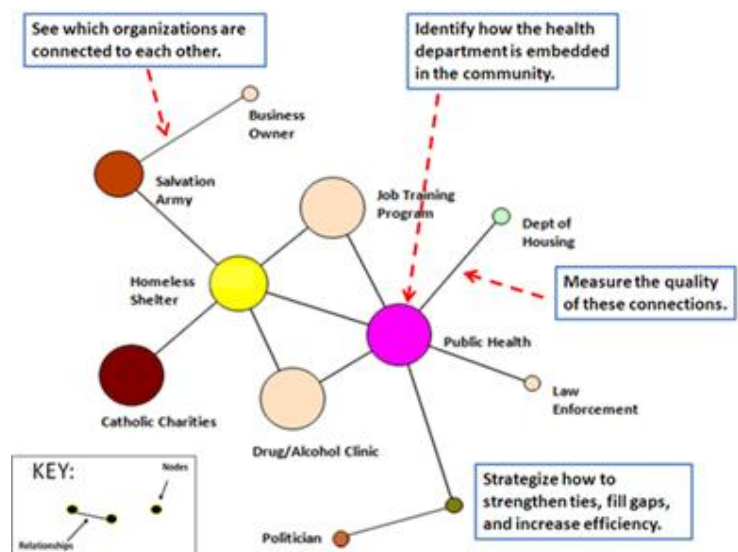 See which organizations are
connected to each other.
Identify how the health
department is embedded
in the community.
Business
Owner
Salvation
Army
Job Training
Program
Dept of
Housing
Homeless
Shelter
Measure the quality
of these connections.
Public Health
Law
Enforcement
Catholic Charities
Drug/Alcohol Clinic
KEY:
Nodes
Relationships
Strategize how to
strengthen ties, fill gaps,
and increase efficiency.
Politician